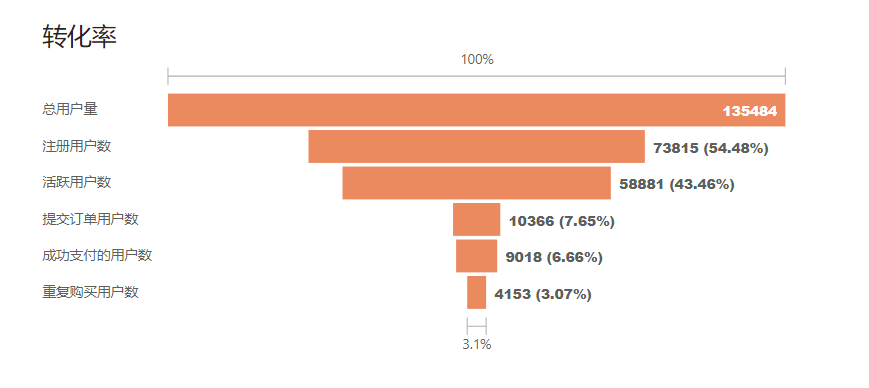 转化率
100%
总用户量 135484
注册用户数 73815 (54.48%)
活跃用户数 58881 (43.46%)
提交订单用户数 10366 (7.65%)
成功支付的用户数 9018 (6.66%)
重复购买用户数 4153 (3.07%)
3.1%